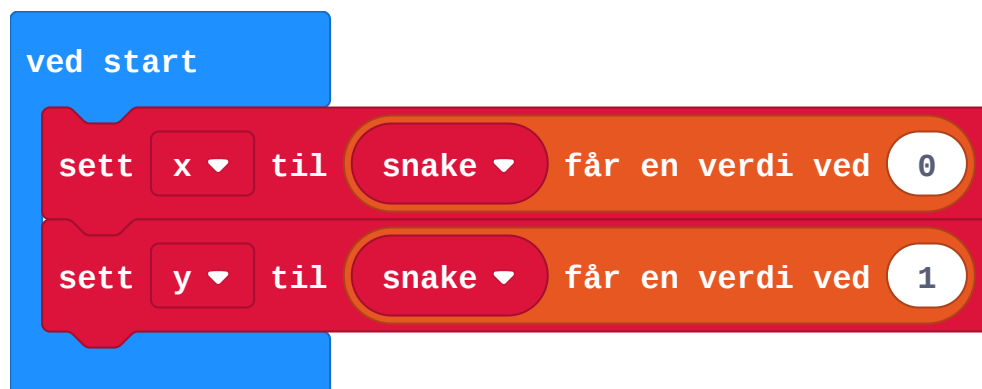 ved start
sett x til snake får en verdi ved 0
sett y til snake får en verdi ved 1